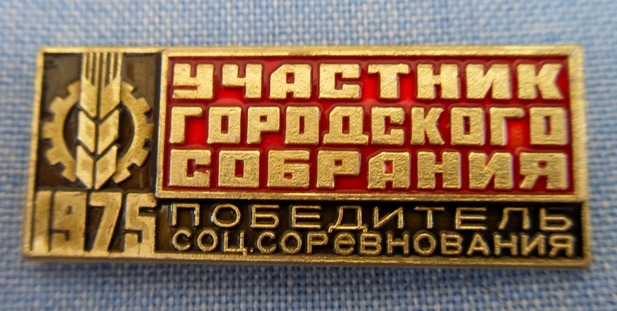 УЧАСТНИК
ГОРОДСКОГО
СОБРАНИЯ
1975
ПОБЕДИТЕЛЬ
СОЦ. СОРЕВНОВАНИЯ